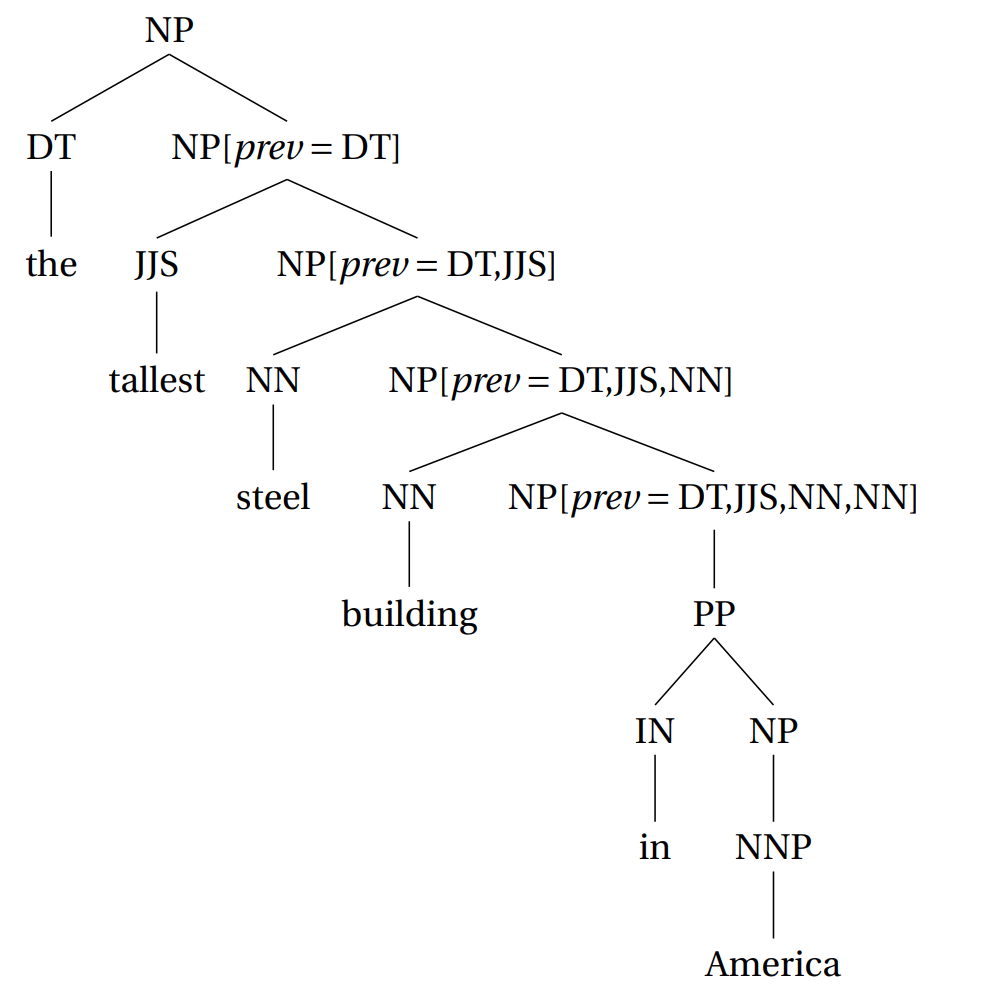 NP
DT NP[prev = DT]
the JJS NP[prev = DT,JJS]
tallest NN NP[prev = DT,JJS,NN]
steel NN NP[prev = DT,JJS,NN,NN]
building PP
IN NP
in NNP
America